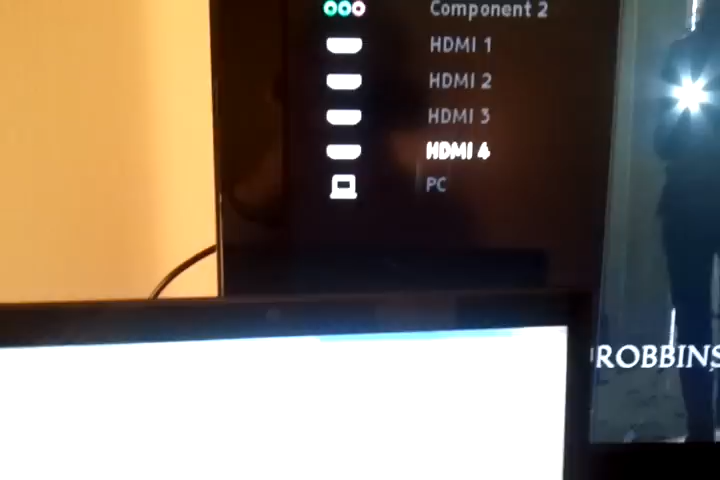 Component 2
HDMI 1
HDMI 2
HDMI 3
HDMI 4
PC
ROBBINS